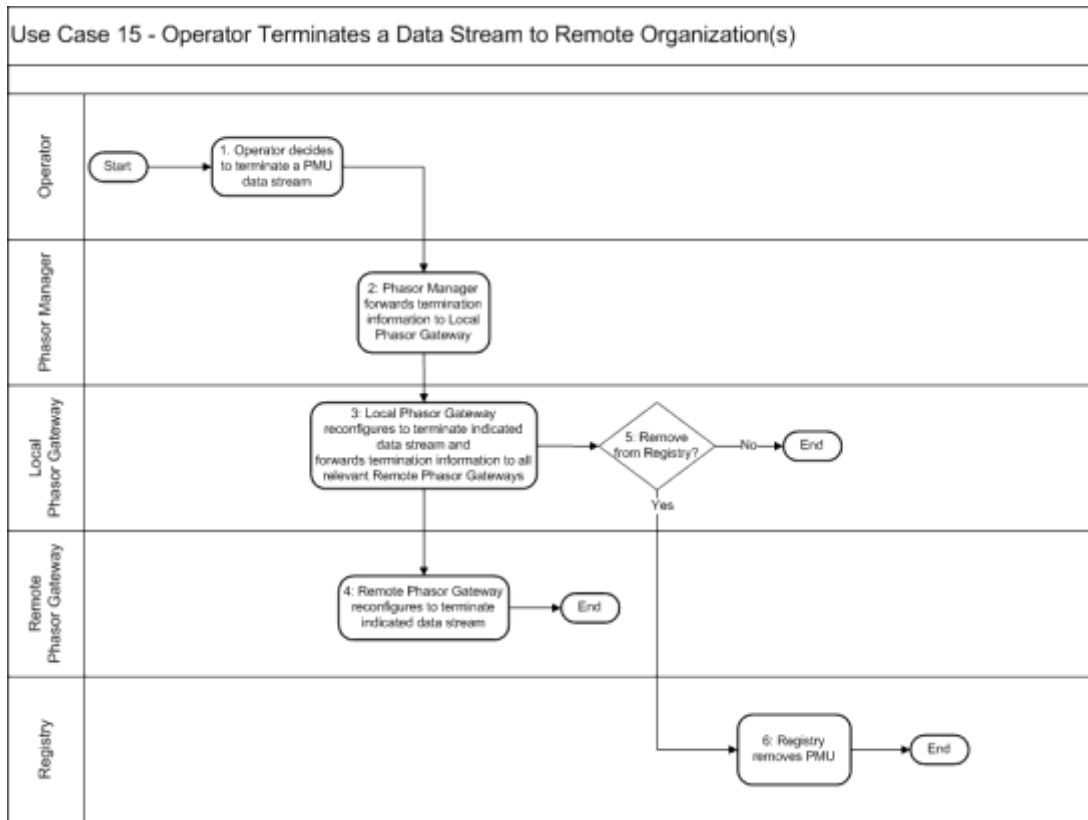 Use Case 15 - Operator Terminates a Data Stream to Remote Organization(s)
Operator
Start
1. Operator decides
to terminate a PMU
data stream
Phasor Manager
2: Phasor Manager
forwards termination
information to Local
Phasor Gateway
Local
Phasor Gateway
3: Local Phasor Gateway
reconfigures to terminate indicated
data stream and
forwards termination information to all
relevant Remote Phasor Gateways
5: Remove
from Registry?
No
End
Yes
Remote
Phasor Gateway
4: Remote Phasor Gateway
reconfigures to terminate
indicated data stream
End
Registry
6: Registry
removes PMU
End